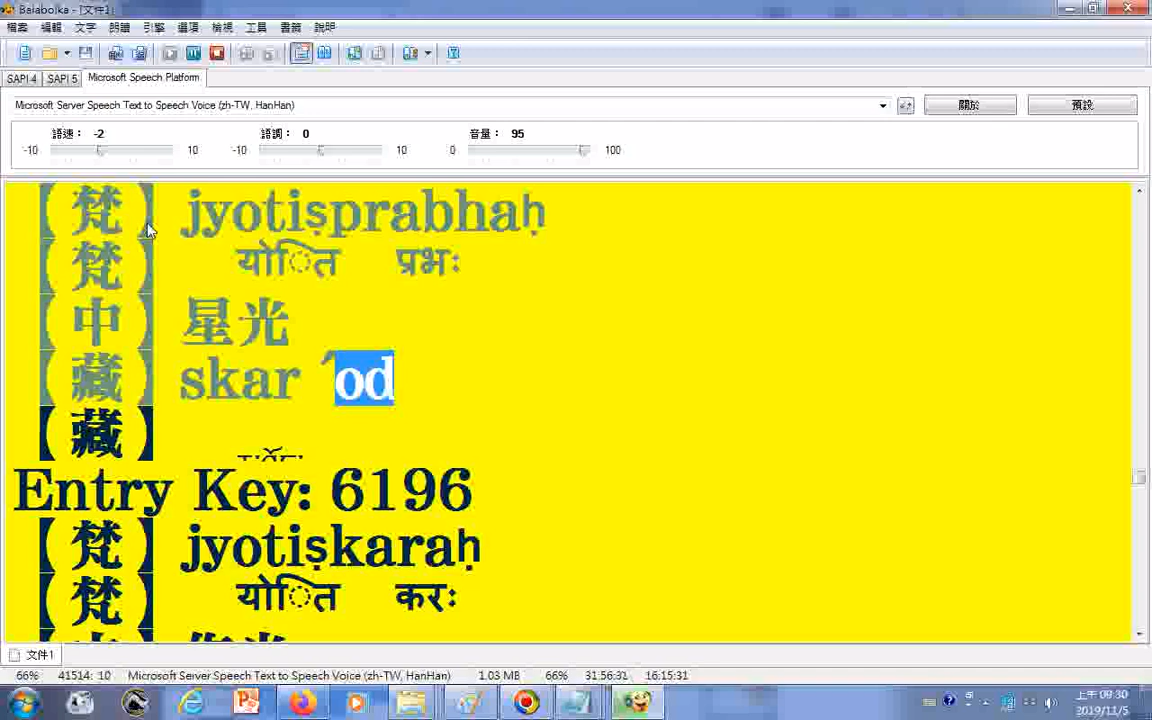 Balabolka - [文件1]
檔案 編輯 文字 朗讀 引擎 選項 檢視 工具 書籤 說明
SAPI 4 SAPI 5 Microsoft Speech Platform
Microsoft Server Speech Text to Speech Voice (zh-TW, HanHan) 關於 預設
語速： -2 語調： 0 音量： 95
-10 10 -10 10 0 100
【梵】 jyotiṣprabhaḥ
【梵】 योित प्रभः
【中】 星光
【藏】 skar ́od
【藏】
Entry Key: 6196
【梵】 jyotiṣkaraḥ
【梵】 योित करः
文件1
66% 41514: 10 Microsoft Server Speech Text to Speech Voice (zh-TW, HanHan) 1.03 MB 66% 31:56:31 16:15:31
上午 09:30
2019/11/5